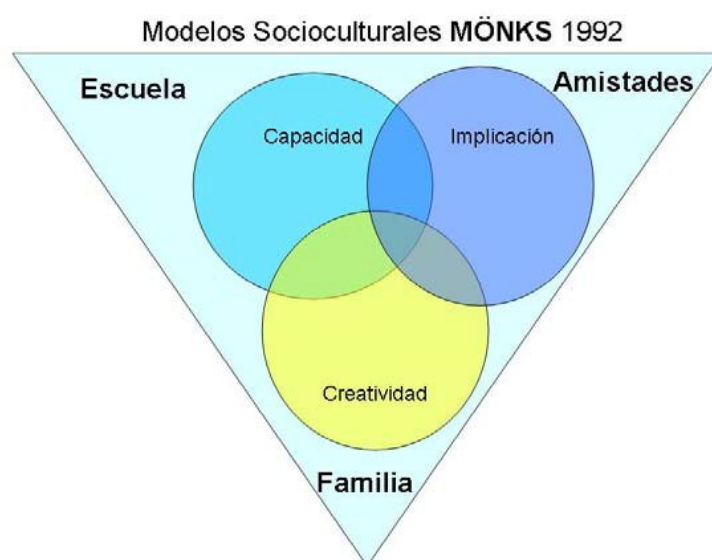 Modelos Socioculturales MÖNKS 1992
Escuela
Amistades
Capacidad
Implicación
Creatividad
Familia